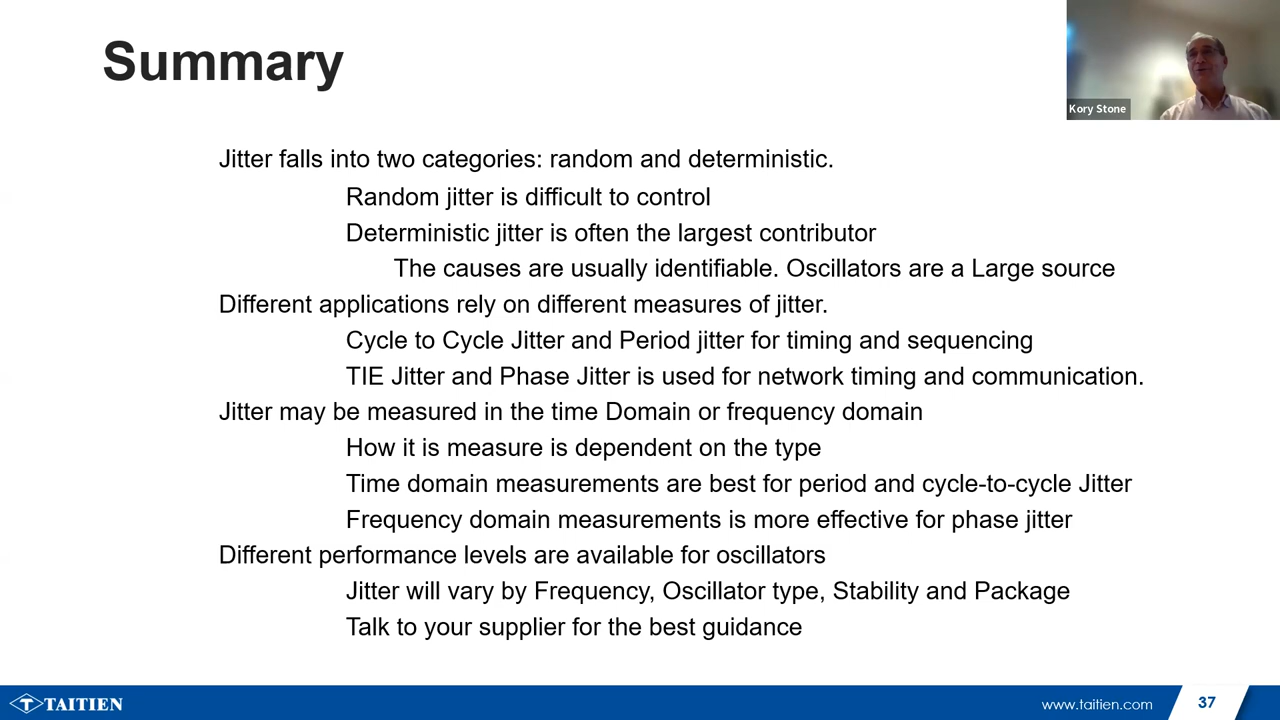 Summary
Kory Stone
Jitter falls into two categories: random and deterministic.
Random jitter is difficult to control
Deterministic jitter is often the largest contributor
The causes are usually identifiable. Oscillators are a Large source
Different applications rely on different measures of jitter.
Cycle to Cycle Jitter and Period jitter for timing and sequencing
TIE Jitter and Phase Jitter is used for network timing and communication.
Jitter may be measured in the time Domain or frequency domain
How it is measure is dependent on the type
Time domain measurements are best for period and cycle-to-cycle Jitter
Frequency domain measurements is more effective for phase jitter
Different performance levels are available for oscillators
Jitter will vary by Frequency, Oscillator type, Stability and Package
Talk to your supplier for the best guidance
TAITIEN
www.taitien.com
37